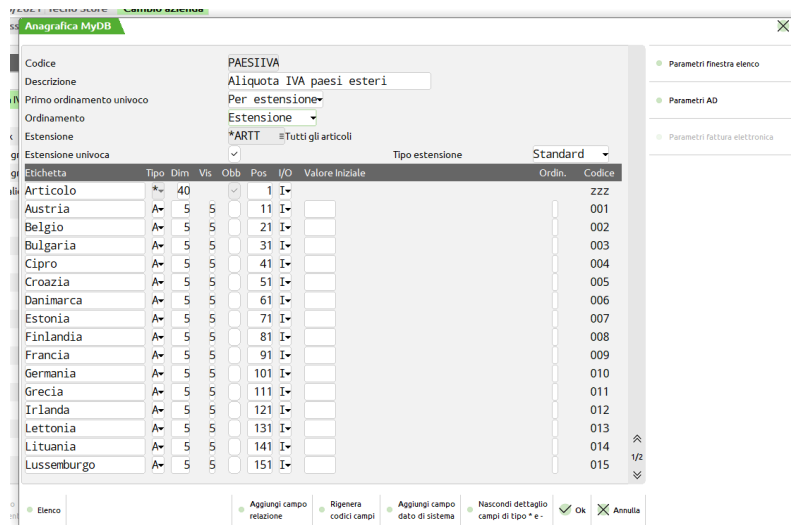 Cambio azienda
Anagrafica MyDB
Codice PAESIIVA
Descrizione Aliquota IVA paesi esteri
Primo ordinamento univoco Per estensione
Ordinamento Estensione
Estensione *ARTT Tutti gli articoli
Estensione univoca Tipo estensione Standard
Etichetta Tipo Dim Vis Obb Pos I/O Valore Iniziale Ordin. Codice
Articolo * 40 1 I zzz
Austria A 5 5 11 I 001
Belgio A 5 5 21 I 002
Bulgaria A 5 5 31 I 003
Cipro A 5 5 41 I 004
Croazia A 5 5 51 I 005
Danimarca A 5 5 61 I 006
Estonia A 5 5 71 I 007
Finlandia A 5 5 81 I 008
Francia A 5 5 91 I 009
Germania A 5 5 101 I 010
Grecia A 5 5 111 I 011
Irlanda A 5 5 121 I 012
Lettonia A 5 5 131 I 013
Lituania A 5 5 141 I 014
Lussemburgo A 5 5 151 I 015
1/2
Parametri finestra elenco
Parametri AD
Parametri fattura elettronica
Elenco
Aggiungi campo
relazione
Rigenera
codici campi
Aggiungi campo
dato di sistema
Nascondi dettaglio
campi di tipo * e -
Ok
Annulla